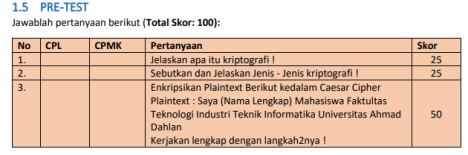 1.5 PRE-TEST
Jawablah pertanyaan berikut (Total Skor: 100):
No CPL CPMK Pertanyaan Skor
1. Jelaskan apa itu kriptografi ! 25
2. Sebutkan dan Jelaskan Jenis - Jenis kriptografi ! 25
3. Enkripsikan Plaintext Berikut kedalam Caesar Cipher
Plaintext : Saya (Nama Lengkap) Mahasiswa Faktultas
Teknologi Industri Teknik Informatika Universitas Ahmad 50
Dahlan
Kerjakan lengkap dengan langkah2nya !